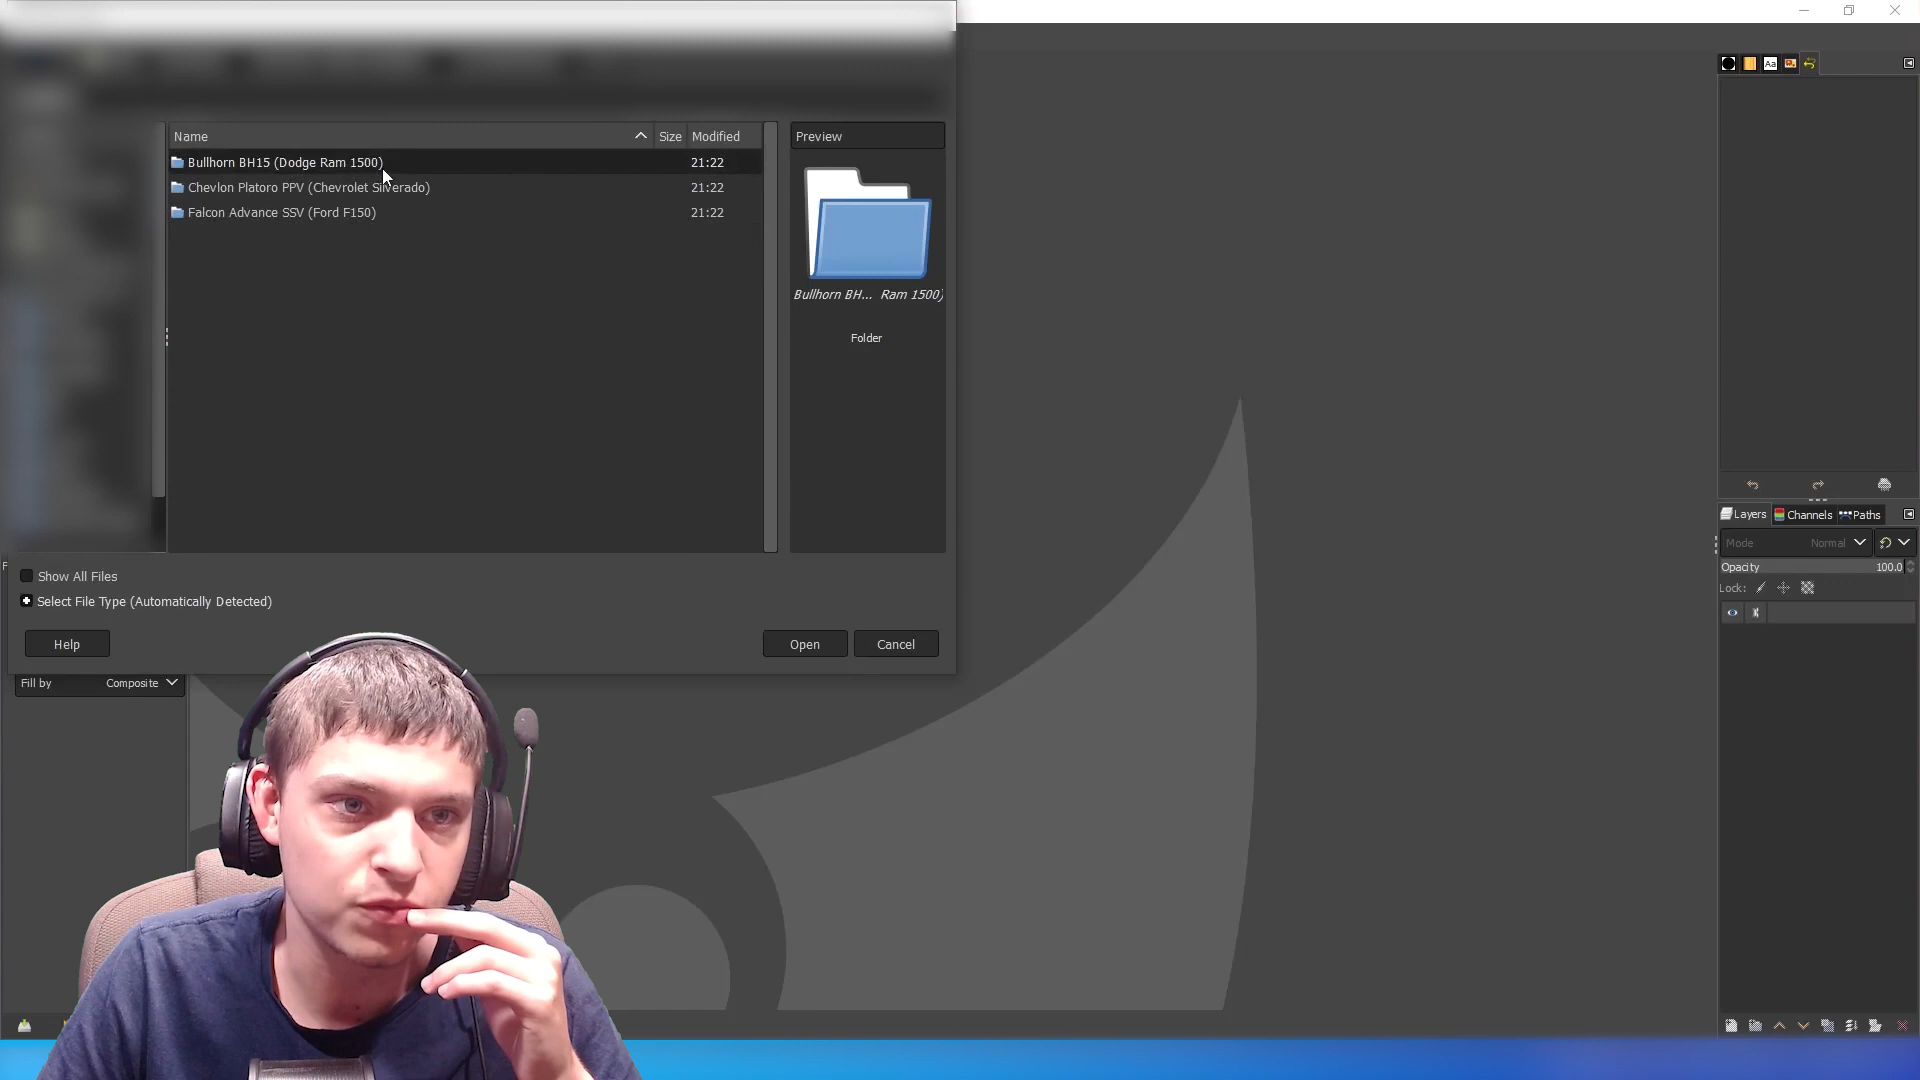 Name Size Modified
Bullhorn BH15 (Dodge Ram 1500) 21:22
Chevlon Platoro PPV (Chevrolet Silverado) 21:22
Falcon Advance SSV (Ford F150) 21:22
Preview
Bullhorn BH... Ram 1500)
Folder
Show All Files
Select File Type (Automatically Detected)
Help
Open
Cancel
Fill by Composite
Aa
Layers Channels Paths
Mode Normal
Opacity 100.0
Lock: